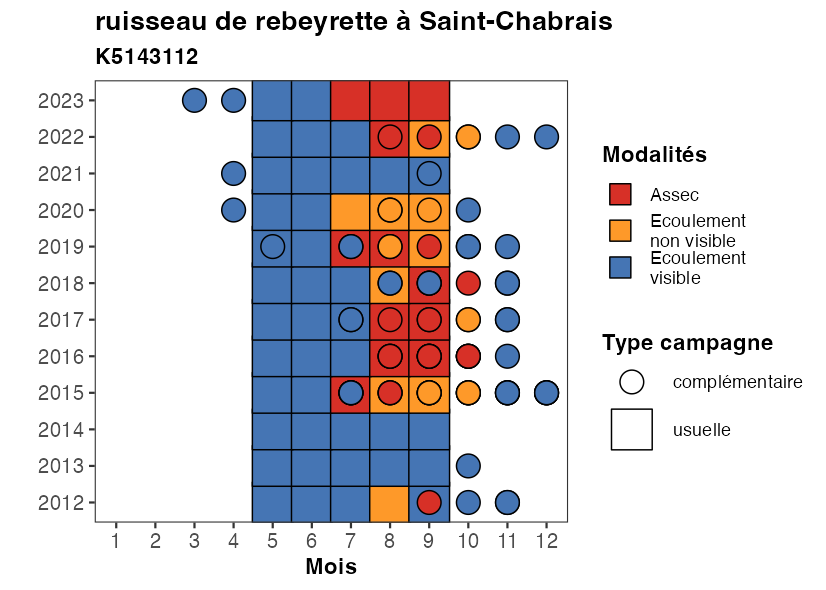 ruisseau de rebeyrette à Saint-Chabrais
K5143112
2023
2022
2021
2020
2019
2018
2017
2016
2015
2014
2013
2012
1 2 3 4 5 6 7 8 9 10 11 12
Mois
Modalités
Assec
Ecoulement
non visible
Ecoulement
visible
Type campagne
complémentaire
usuelle